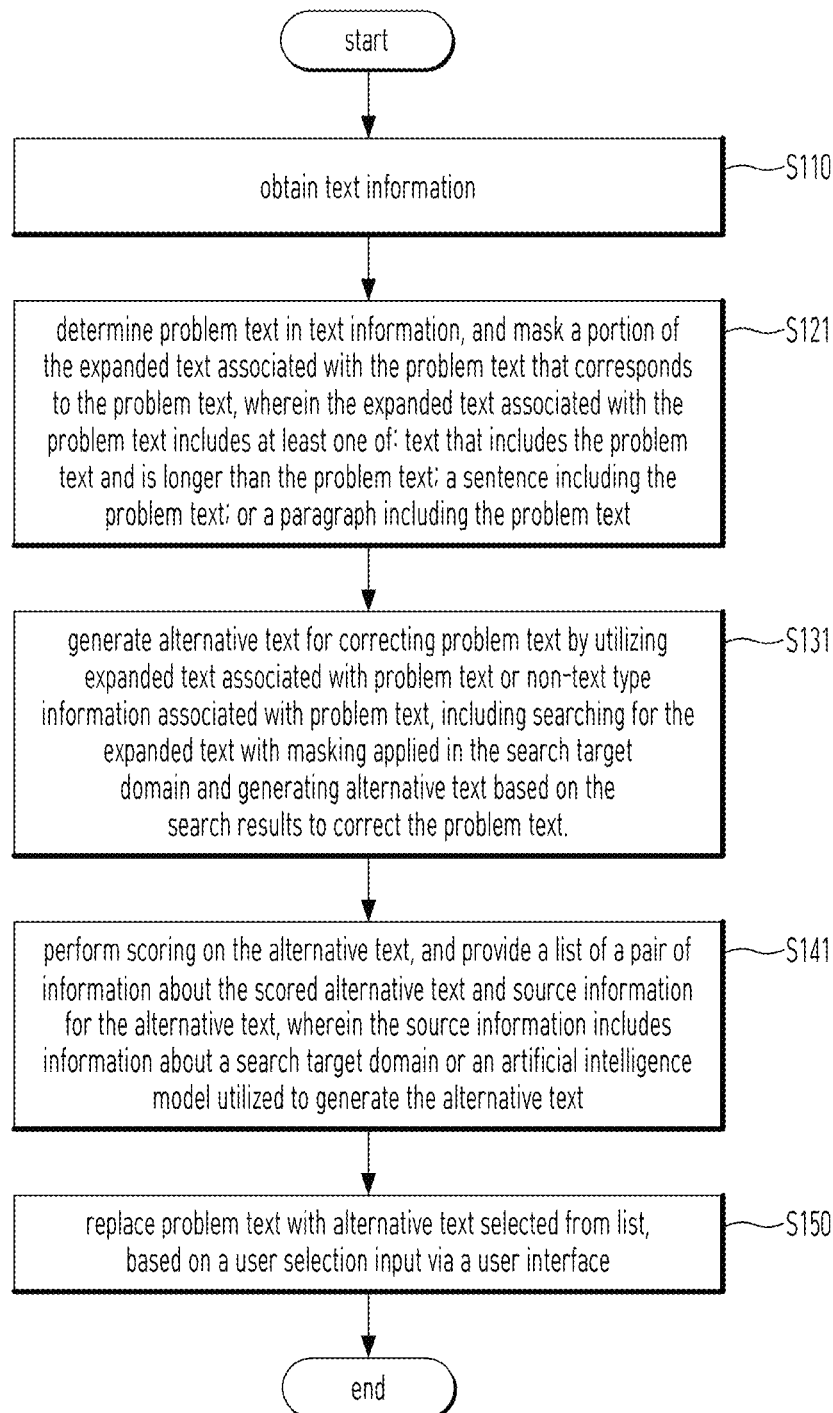 start
obtain text information
S110
determine problem text in text information, and mask a portion of
the expanded text associated with the problem text that corresponds
to the problem text, wherein the expanded text associated with the
problem text includes at least one of: text that includes the problem
text and is longer than the problem text; a sentence including the
problem text; or a paragraph including the problem text
S121
generate alternative text for correcting problem text by utilizing
expanded text associated with problem text or non-text type
information associated with problem text, including searching for the
expanded text with masking applied in the search target
domain and generating alternative text based on the
search results to correct the problem text.
S131
perform scoring on the alternative text, and provide a list of a pair of
information about the scored alternative text and source information
for the alternative text, wherein the source information includes
information about a search target domain or an artificial intelligence
model utilized to generate the alternative text
S141
replace problem text with alternative text selected from list,
based on a user selection input via a user interface
S150
end